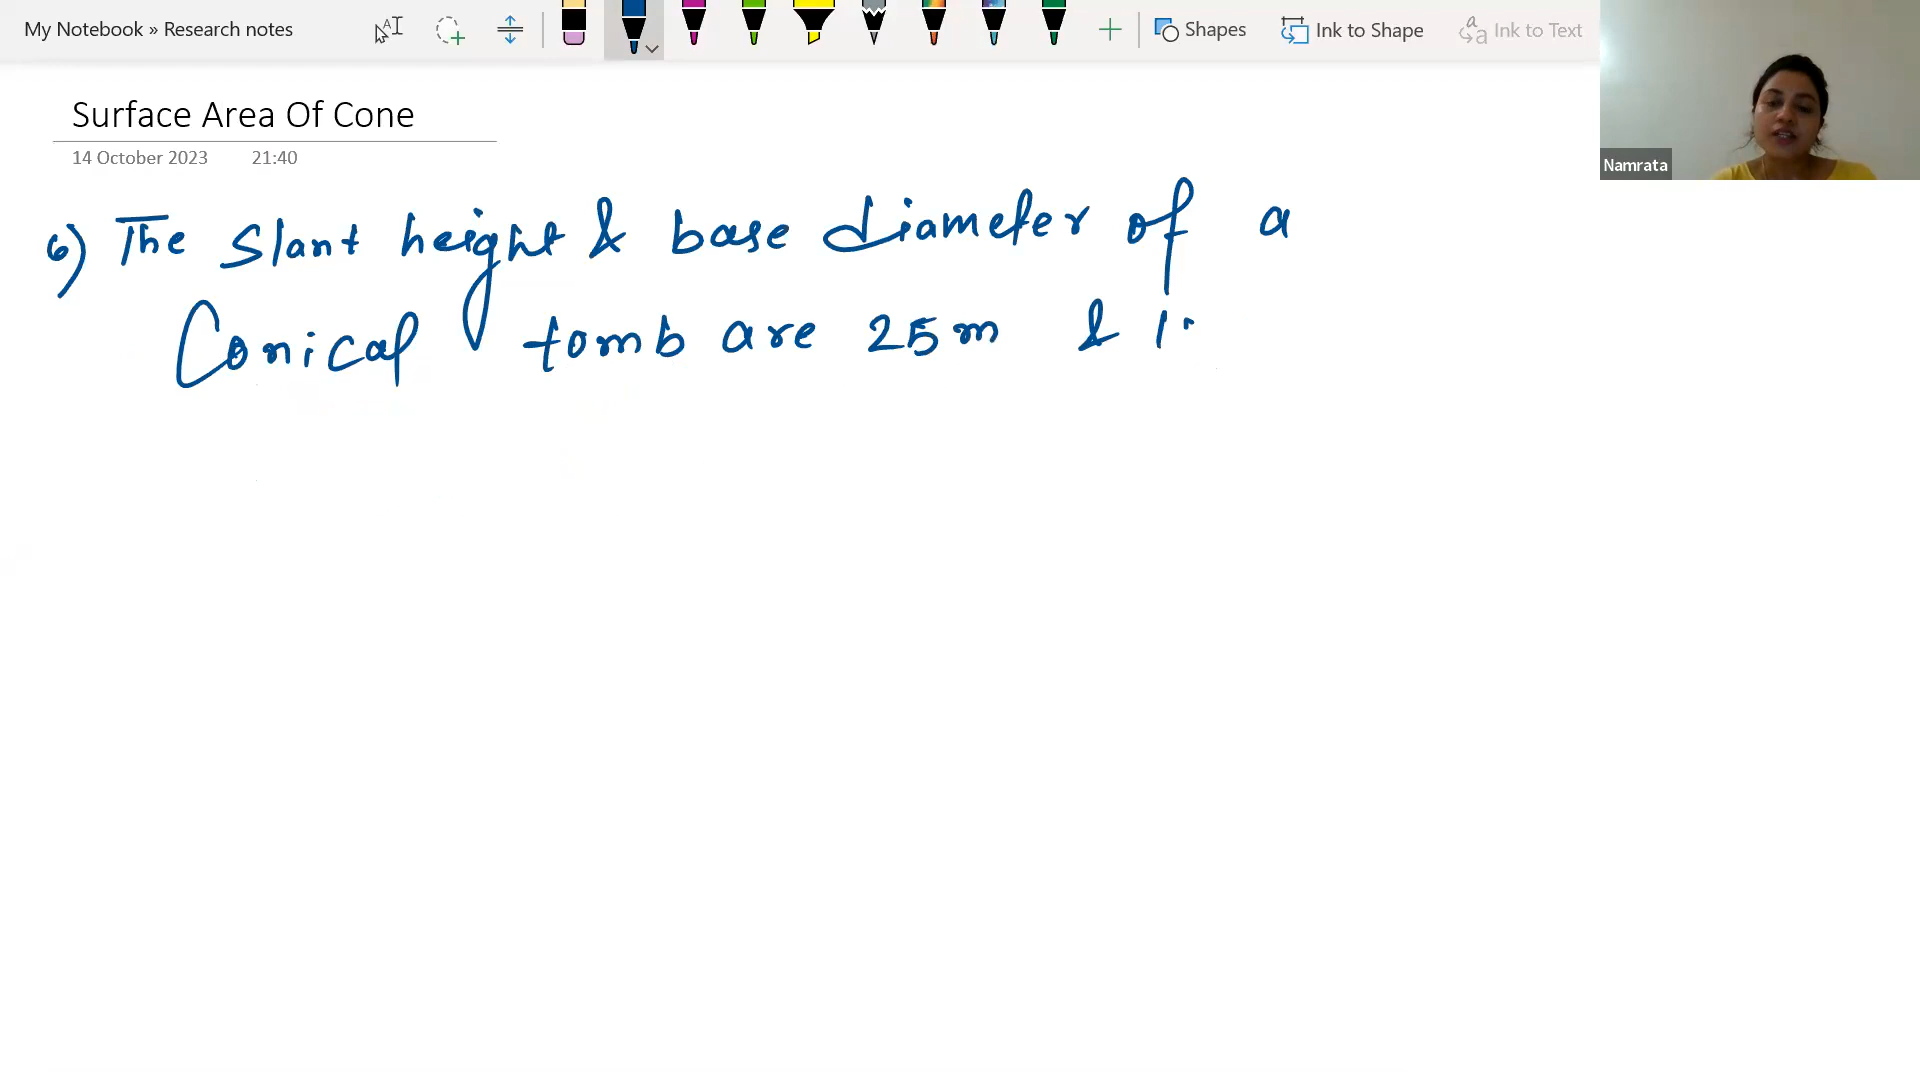 My Notebook » Research notes
Shapes
Ink to Shape
Ink to Text
Namrata
Surface Area Of Cone
14 October 2023 21:40
6) The Slant height & base diameter of a
Conical tomb are 25m & 1